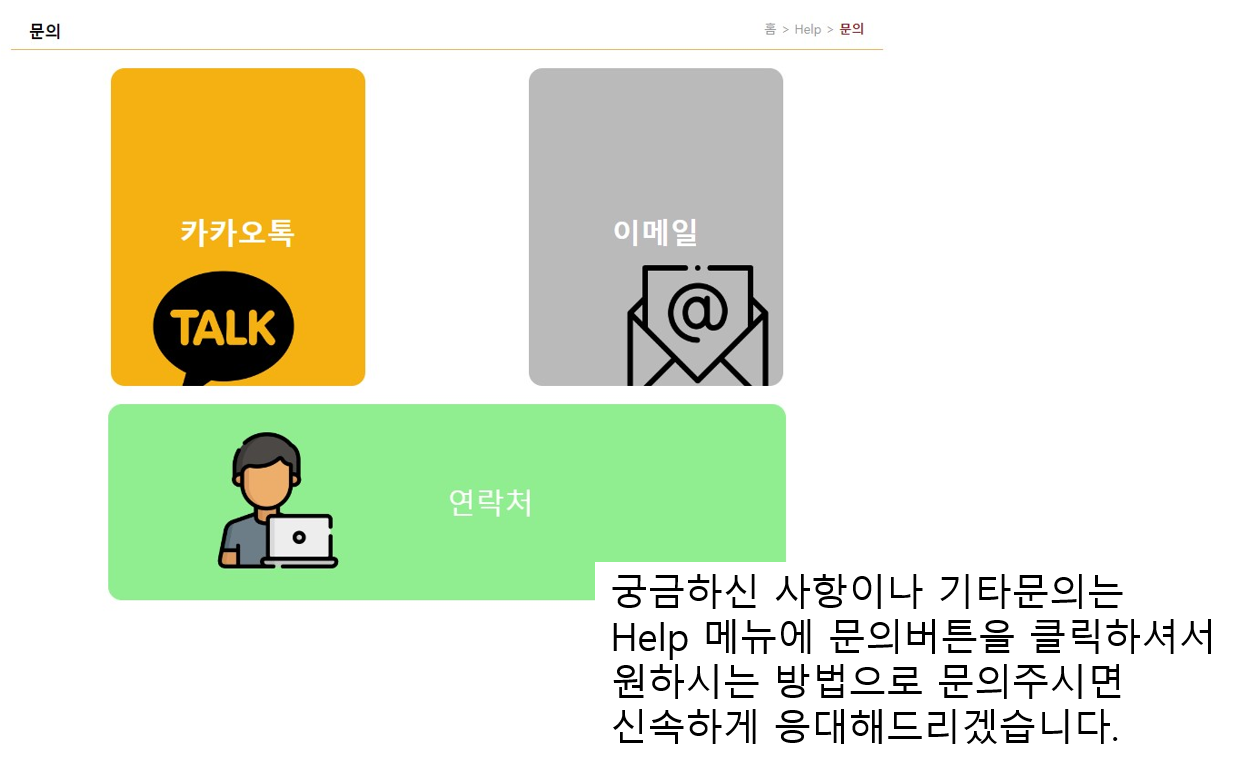 문의
홈 > Help > 문의
카카오톡
이메일
TALK
@
연락처
궁금하신 사항이나 기타문의는
Help 메뉴에 문의버튼을 클릭하셔서
원하시는 방법으로 문의주시면
신속하게 응대해드리겠습니다.